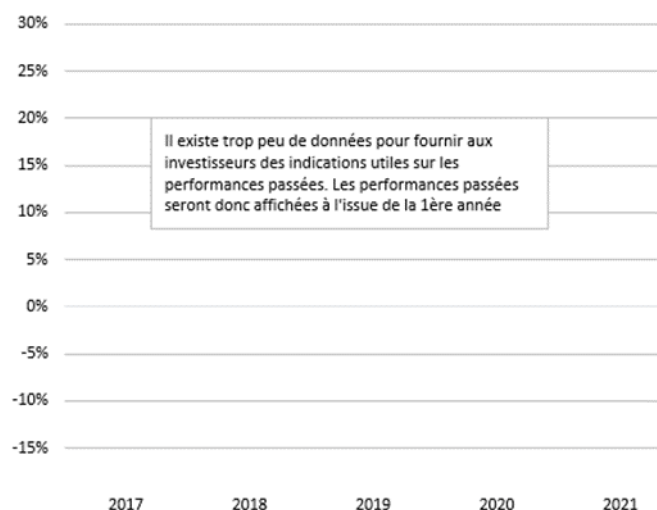 30%
25%
20%
Il existe trop peu de données pour fournir aux
investisseurs des indications utiles sur les
15%
performances passées. Les performances passées
10%
seront donc affichées à l'issue de la 1ère année
5%
0%
-5%
-10%
-15%
2017 2018 2019 2020 2021